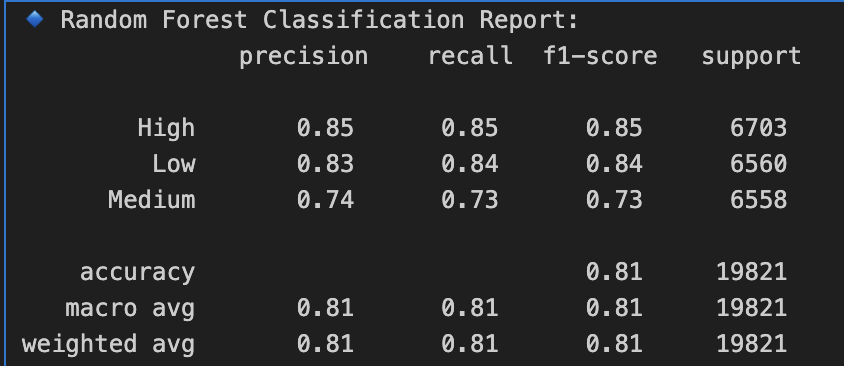 🔹 Random Forest Classification Report:
precision recall f1-score support
High 0.85 0.85 0.85 6703
Low 0.83 0.84 0.84 6560
Medium 0.74 0.73 0.73 6558
accuracy 0.81 19821
macro avg 0.81 0.81 0.81 19821
weighted avg 0.81 0.81 0.81 19821